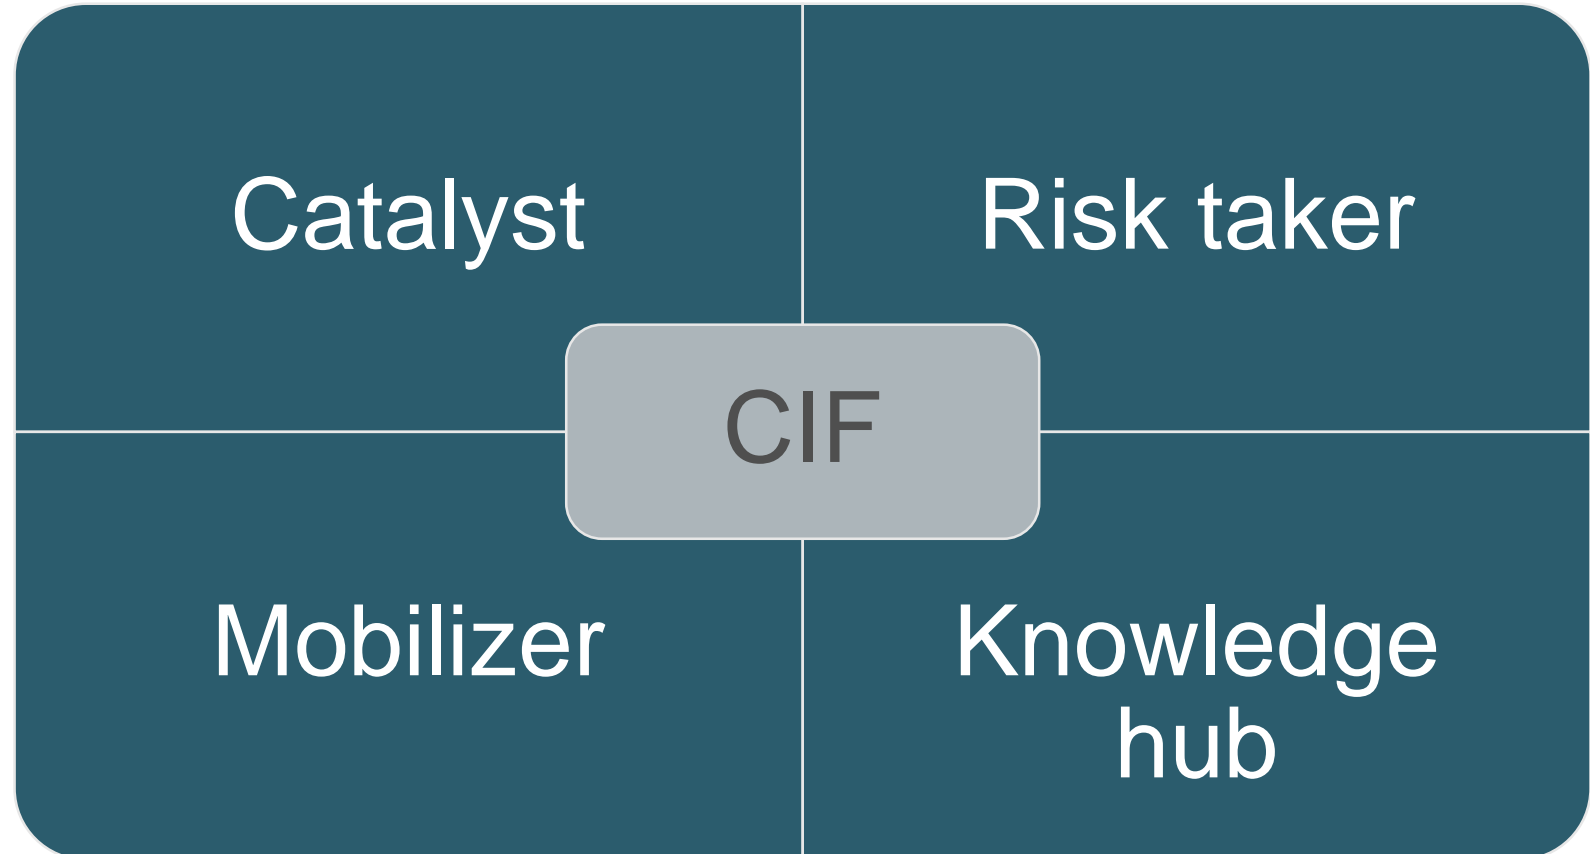 Catalyst
Risk taker
CIF
Mobilizer
Knowledge
hub